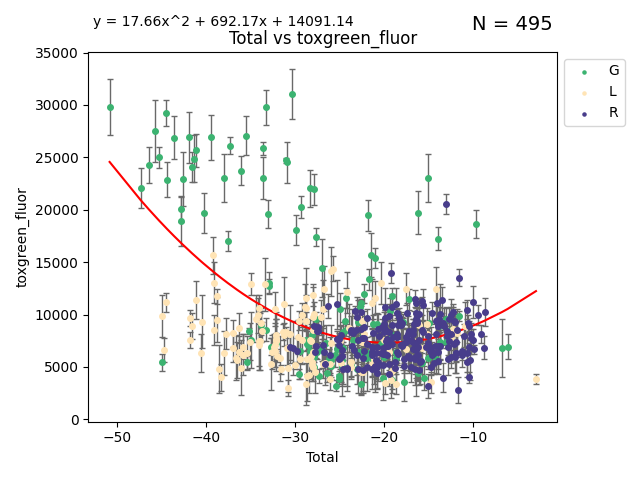 y = 17.66x^2 + 692.17x + 14091.14
N = 495
Total vs toxgreen_fluor
35000
30000
25000
20000
15000
10000
5000
0
toxgreen_fluor
−50
−40
−30
−20
−10
Total
G
L
R